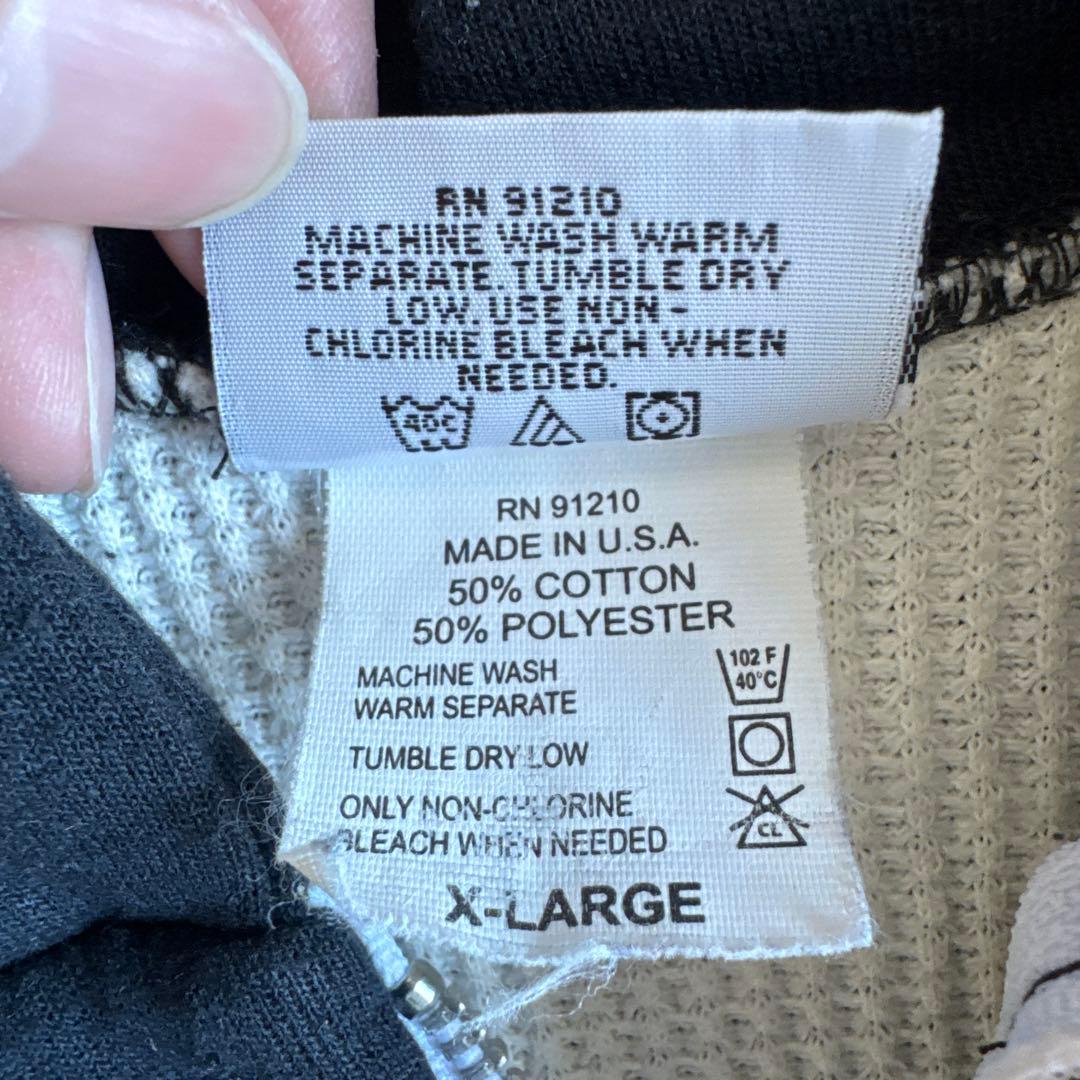 RN 91210
MACHINE WASH WARM
SEPARATE. TUMBLE DRY
LOW. USE NON-
CHLORINE BLEACH WHEN
NEEDED.
40C
RN 91210
MADE IN U.S.A.
50% COTTON
50% POLYESTER
MACHINE WASH
WARM SEPARATE
102 F
40°C
TUMBLE DRY LOW
ONLY NON-CHLORINE
BLEACH WHEN NEEDED
CL
X-LARGE